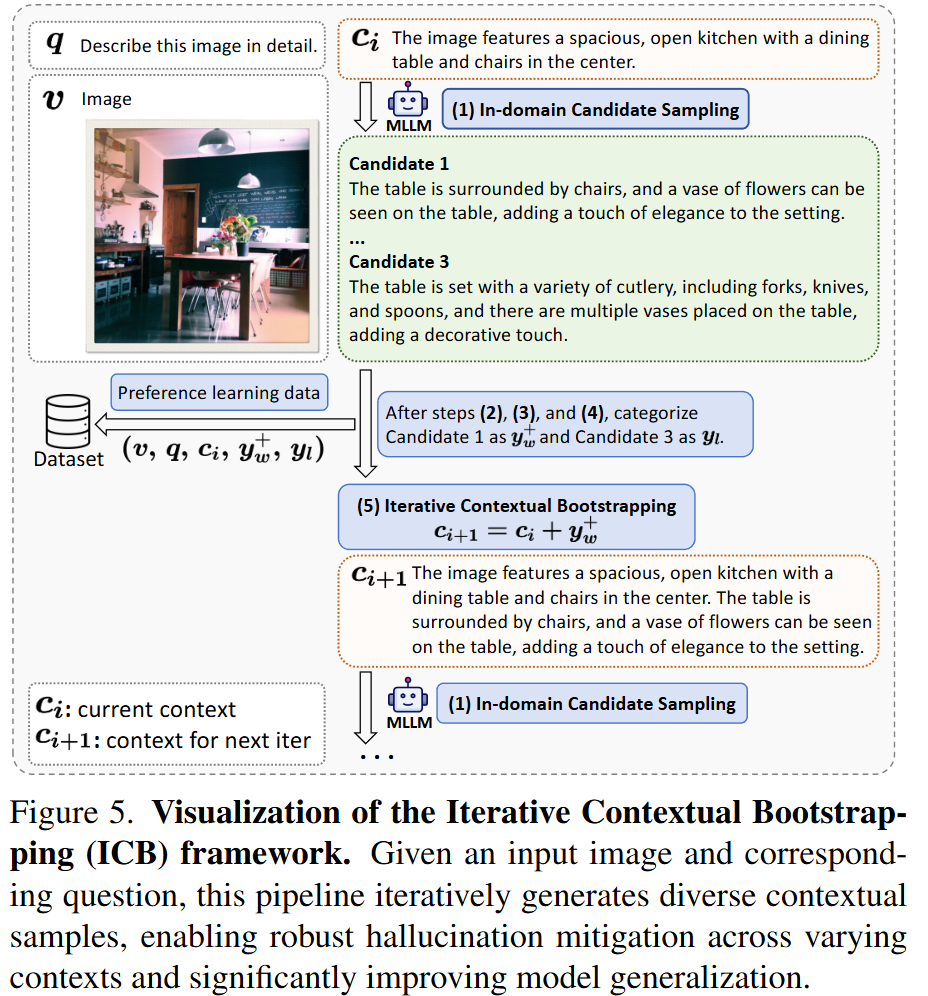 q Describe this image in detail.
v Image
c_i The image features a spacious, open kitchen with a dining
table and chairs in the center.
MLLM
(1) In-domain Candidate Sampling
Candidate 1
The table is surrounded by chairs, and a vase of flowers can be
seen on the table, adding a touch of elegance to the setting.
...
Candidate 3
The table is set with a variety of cutlery, including forks, knives,
and spoons, and there are multiple vases placed on the table,
adding a decorative touch.
Preference learning data
Dataset
(v, q, c_i, y_w^+, y_l)
After steps (2), (3), and (4), categorize
Candidate 1 as y_w^+ and Candidate 3 as y_l.
(5) Iterative Contextual Bootstrapping
c_{i+1} = c_i + y_w^+
c_{i+1} The image features a spacious, open kitchen with a
dining table and chairs in the center. The table is
surrounded by chairs, and a vase of flowers can be seen
on the table, adding a touch of elegance to the setting.
c_i: current context
c_{i+1}: context for next iter
MLLM
(1) In-domain Candidate Sampling
...
Figure 5. Visualization of the Iterative Contextual Bootstrap-
ping (ICB) framework. Given an input image and correspond-
ing question, this pipeline iteratively generates diverse contextual
samples, enabling robust hallucination mitigation across varying
contexts and significantly improving model generalization.